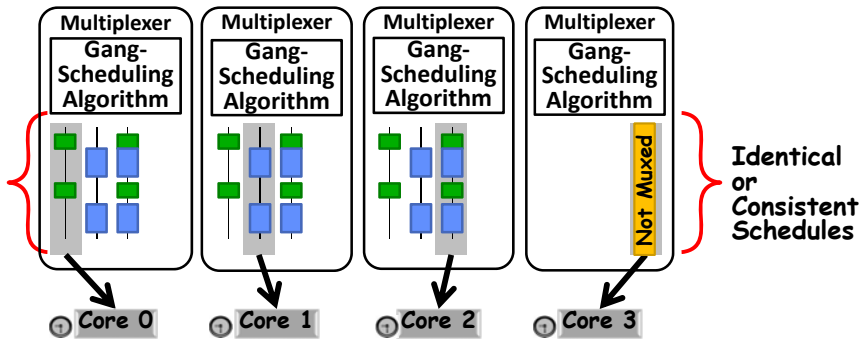 Multiplexer
Gang-
Scheduling
Algorithm
Multiplexer
Gang-
Scheduling
Algorithm
Multiplexer
Gang-
Scheduling
Algorithm
Multiplexer
Gang-
Scheduling
Algorithm
Not Muxed
Identical
or
Consistent
Schedules
Core 0
Core 1
Core 2
Core 3